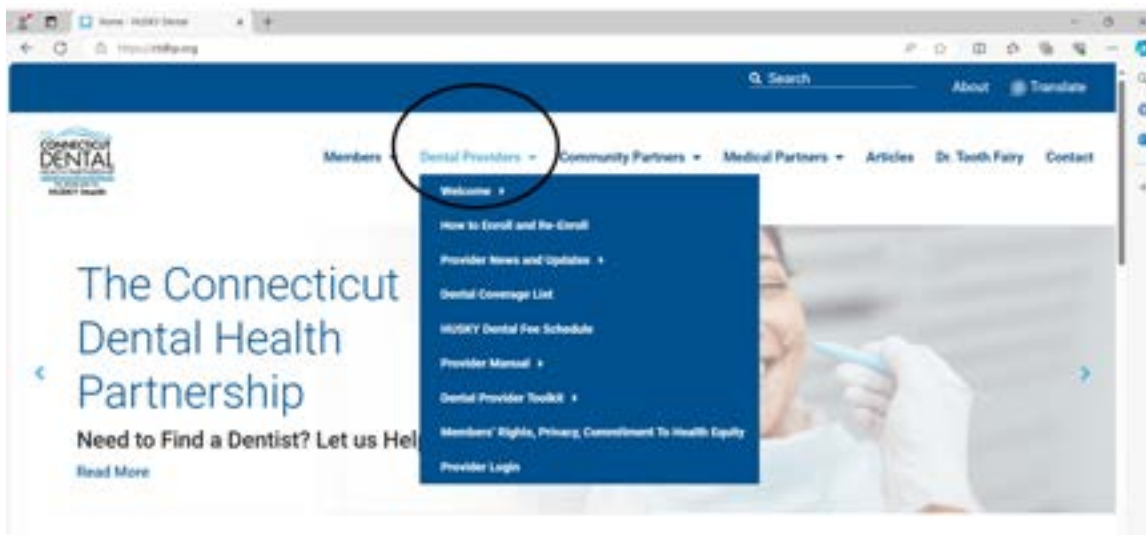 Home - HUSKY Dental
https://ctdhp.org
Search
About
Translate
CONNECTICUT
DENTAL
HUSKY Health
Members
Dental Providers
Community Partners
Medical Partners
Articles
Dr. Tooth Fairy
Contact
Welcome
How to Enroll and Re-Enroll
Provider News and Updates
Dental Coverage List
HUSKY Dental Fee Schedule
Provider Manual
Dental Provider Toolkit
Members' Rights, Privacy, Commitment To Health Equity
Provider Login
The Connecticut
Dental Health
Partnership
Need to Find a Dentist? Let us Hel
Read More